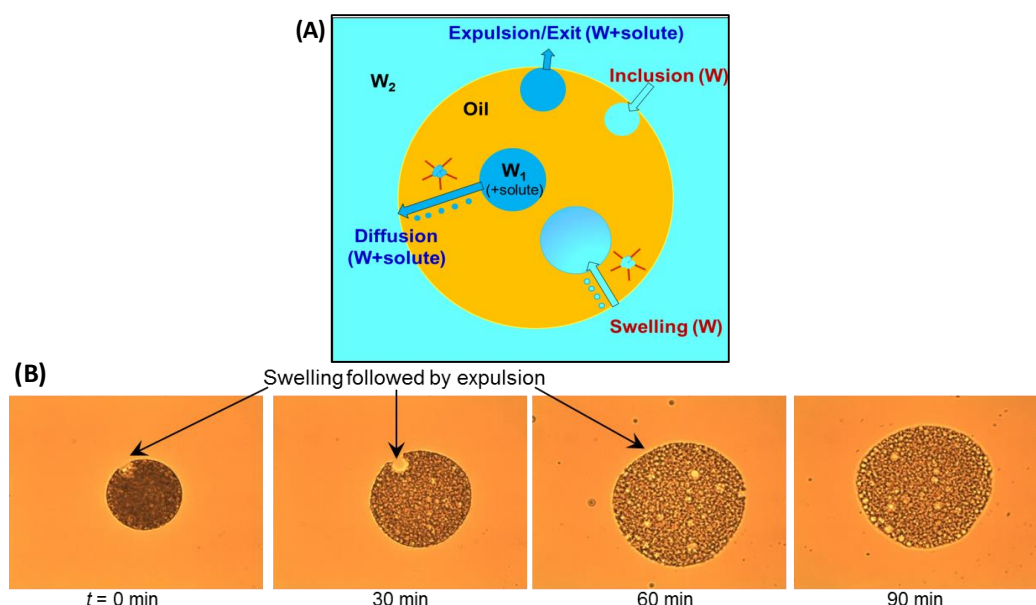 (A)
Expulsion/Exit (W+solute)
W₂
Inclusion (W)
Oil
W₁
(+solute)
Diffusion
(W+solute)
Swelling (W)
(B)
Swelling followed by expulsion
t = 0 min
30 min
60 min
90 min